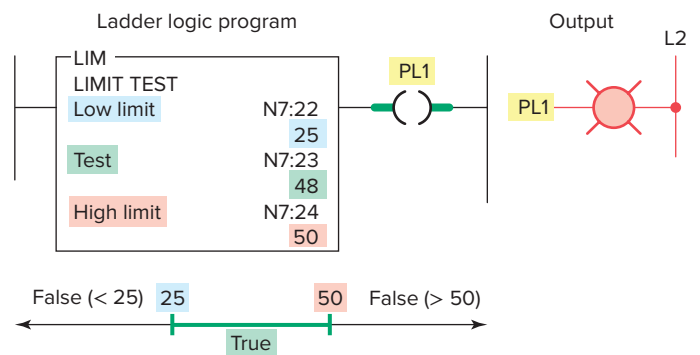 Ladder logic program
Output
LIM
LIMIT TEST
Low limit N7:22
25
Test N7:23
48
High limit N7:24
50
PL1
PL1
L2
False (< 25) 25 50 False (> 50)
True